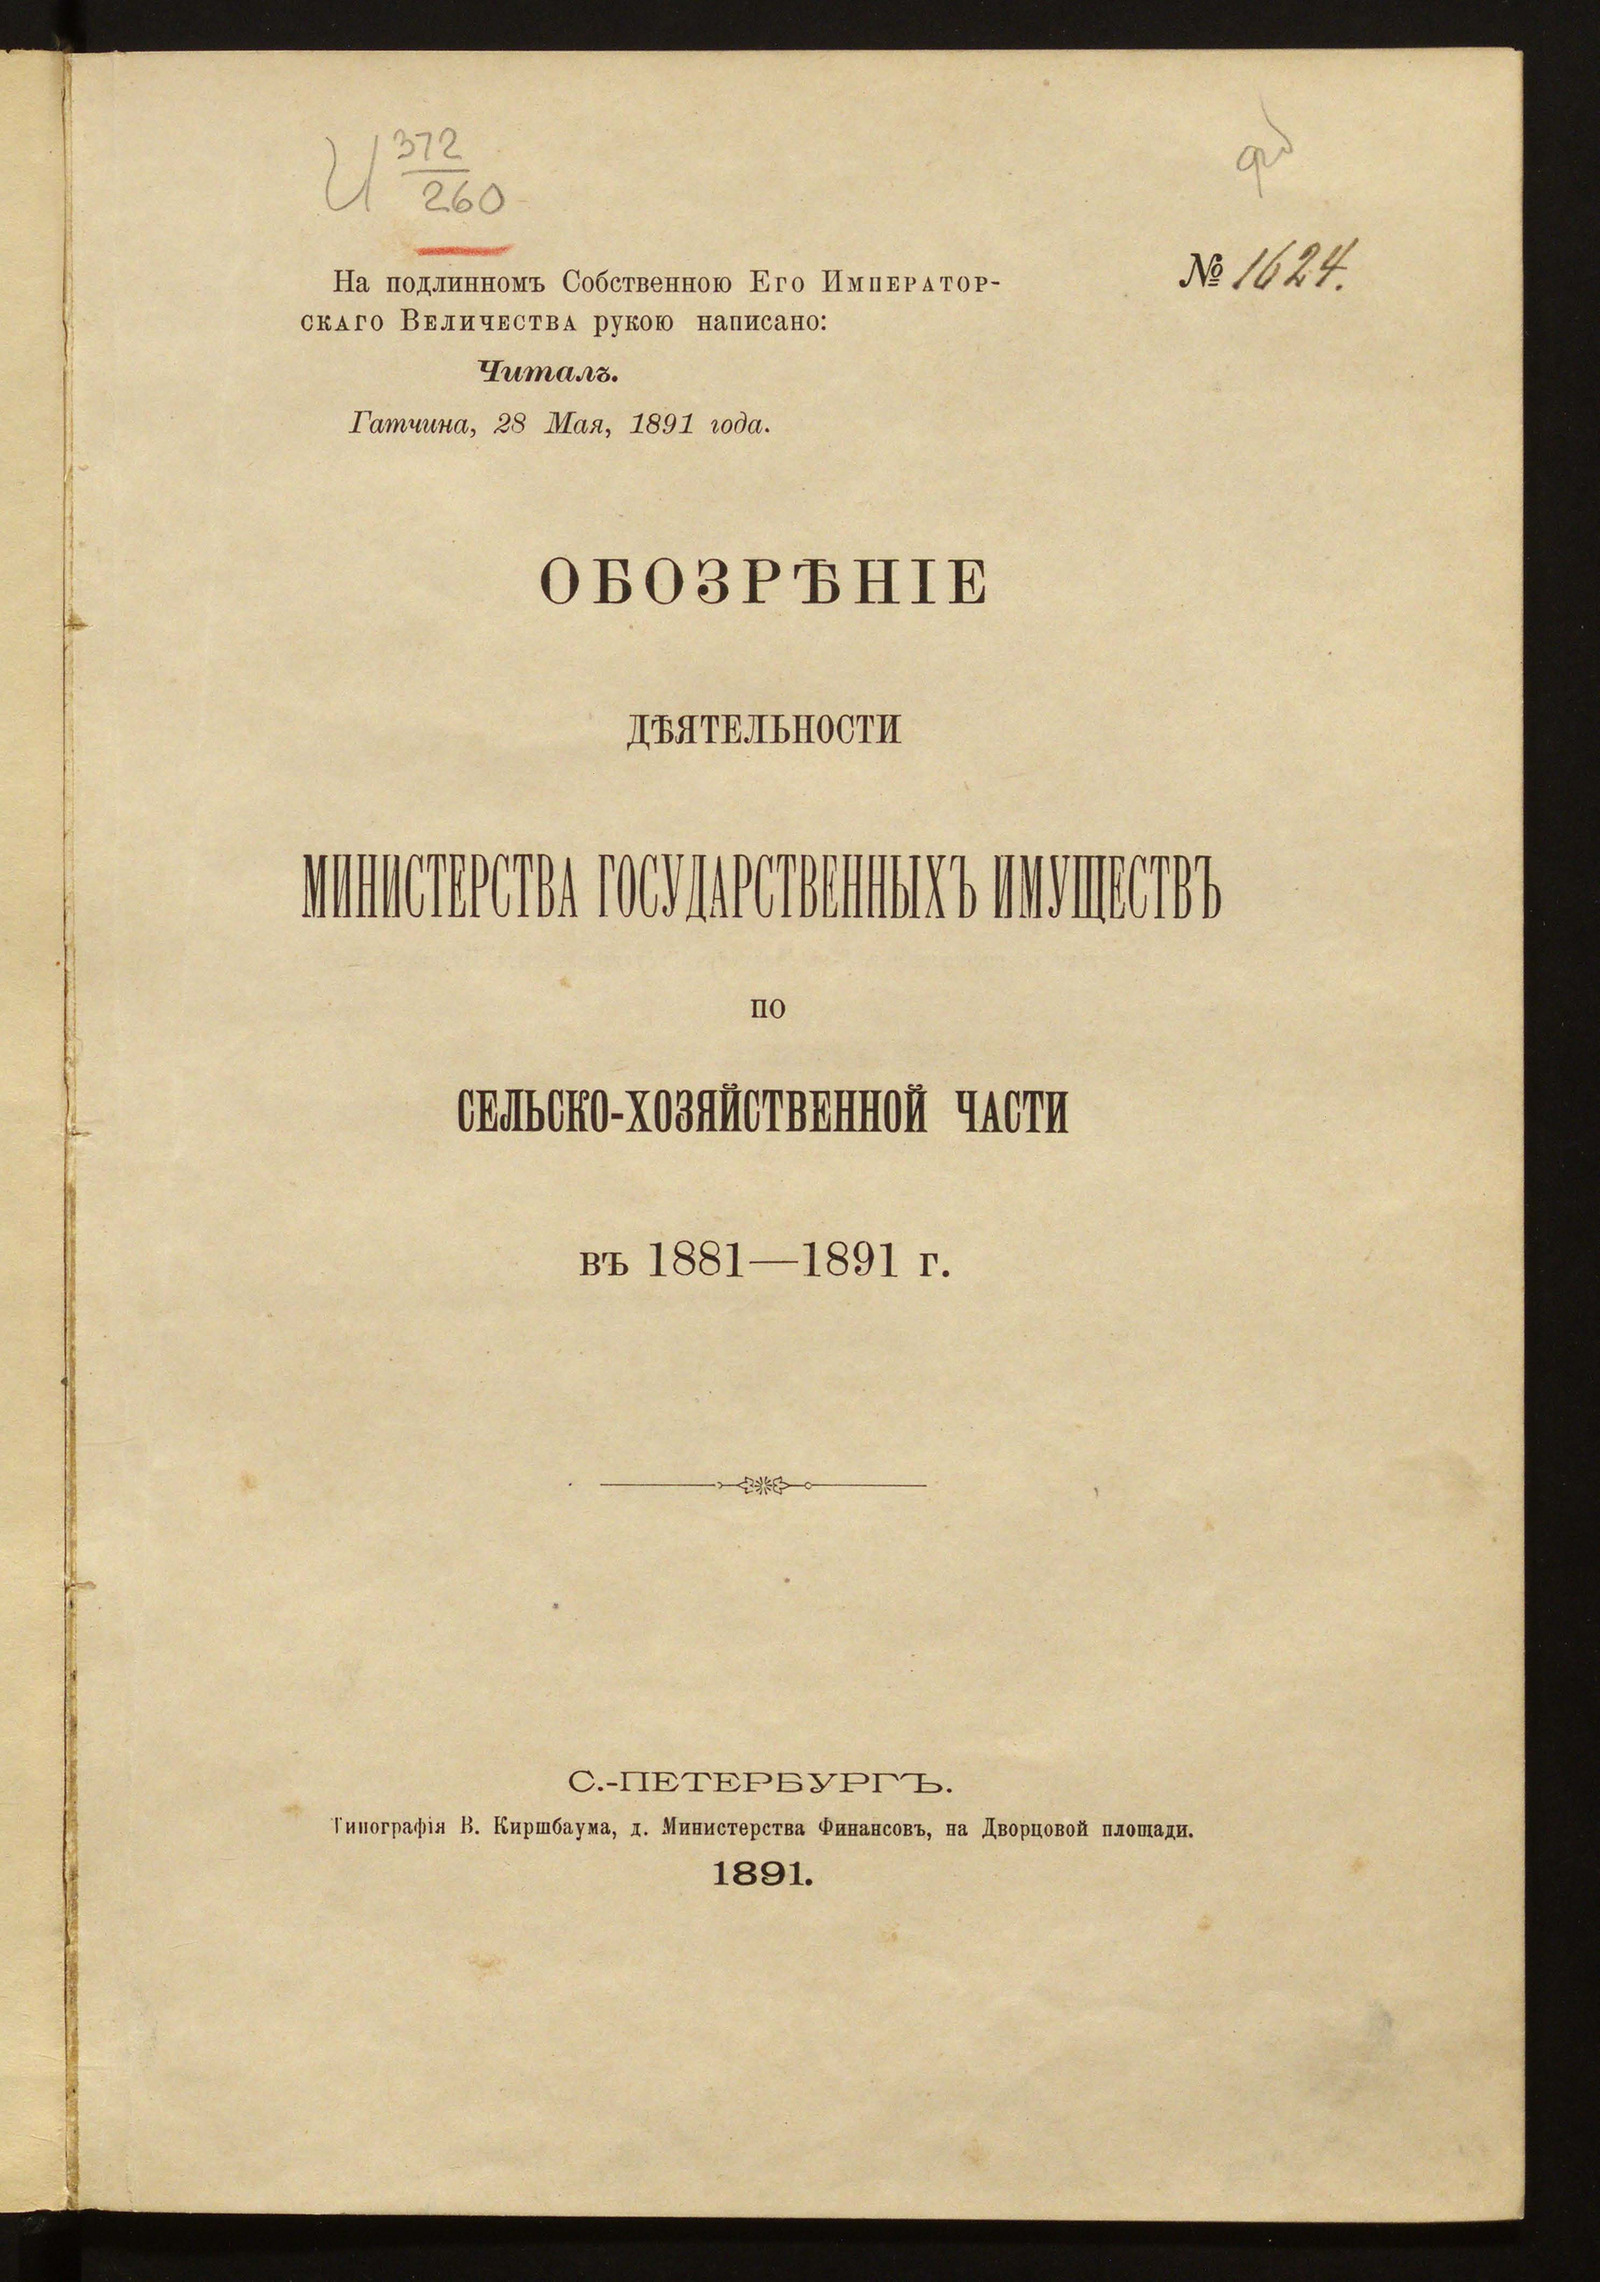 И 372
260
№ 1624.
На подлинномъ Собственною Его Император-
скаго Величества рукою написано:
Читалъ.
Гатчина, 28 Мая, 1891 года.
ОБОЗРѢНІЕ
ДѢЯТЕЛЬНОСТИ
МИНИСТЕРСТВА ГОСУДАРСТВЕННЫХЪ ИМУЩЕСТВЪ
ПО
СЕЛЬСКО-ХОЗЯЙСТВЕННОЙ ЧАСТИ
въ 1881—1891 г.
С.-ПЕТЕРБУРГЪ.
Типографія В. Киршбаума, д. Министерства Финансовъ, на Дворцовой площади.
1891.